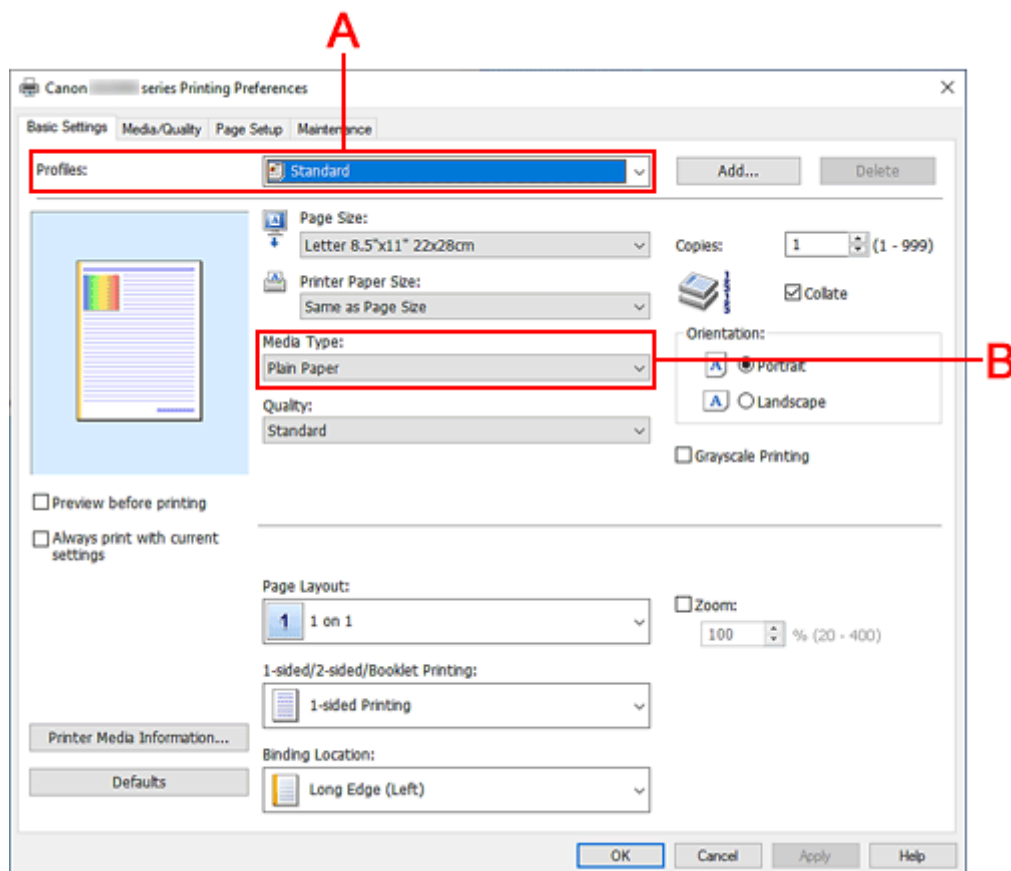 A
Canon series Printing Preferences
Basic Settings Media/Quality Page Setup Maintenance
Profiles: Standard Add... Delete
Page Size:
Letter 8.5"x11" 22x28cm
Copies: 1 (1 - 999)
Printer Paper Size:
Same as Page Size
Collate
Media Type:
Plain Paper
B
Orientation:
A Portrait
A Landscape
Quality:
Standard
Grayscale Printing
Preview before printing
Always print with current
settings
Page Layout:
1 1 on 1
Zoom:
100 % (20 - 400)
1-sided/2-sided/Booklet Printing:
1-sided Printing
Printer Media Information...
Binding Location:
Defaults
Long Edge (Left)
OK Cancel Apply Help